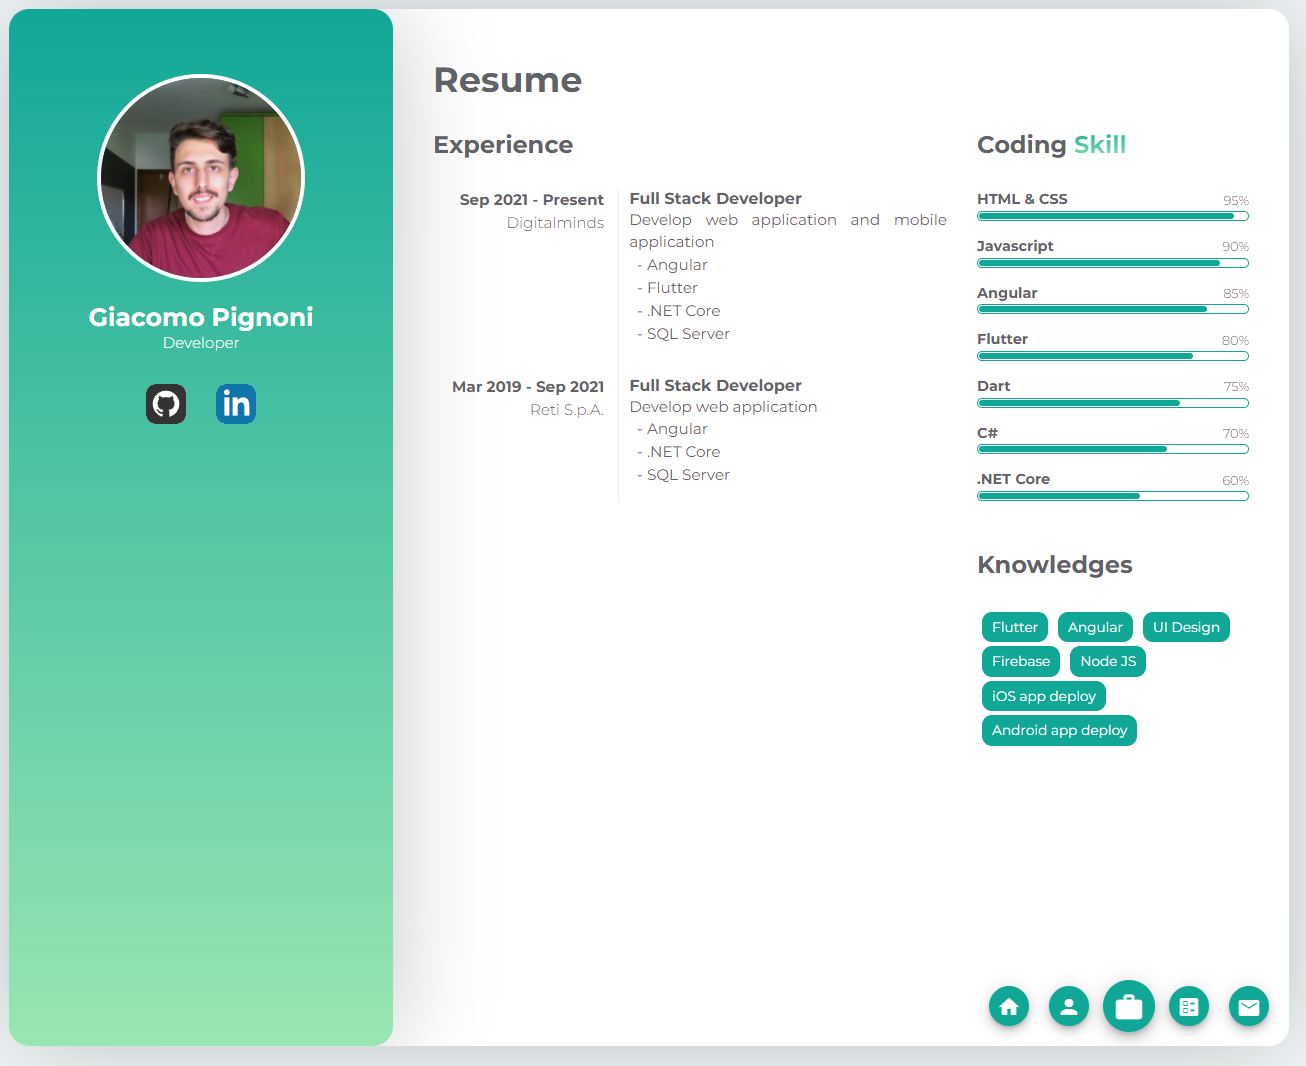 Giacomo Pignoni
Developer
in
Resume
Experience
Sep 2021 - Present
Digitalminds
Full Stack Developer
Develop web application and mobile
application
- Angular
- Flutter
- .NET Core
- SQL Server
Mar 2019 - Sep 2021
Reti S.p.A.
Full Stack Developer
Develop web application
- Angular
- .NET Core
- SQL Server
Coding Skill
HTML & CSS 95%
Javascript 90%
Angular 85%
Flutter 80%
Dart 75%
C# 70%
.NET Core 60%
Knowledges
Flutter Angular UI Design
Firebase Node JS
iOS app deploy
Android app deploy